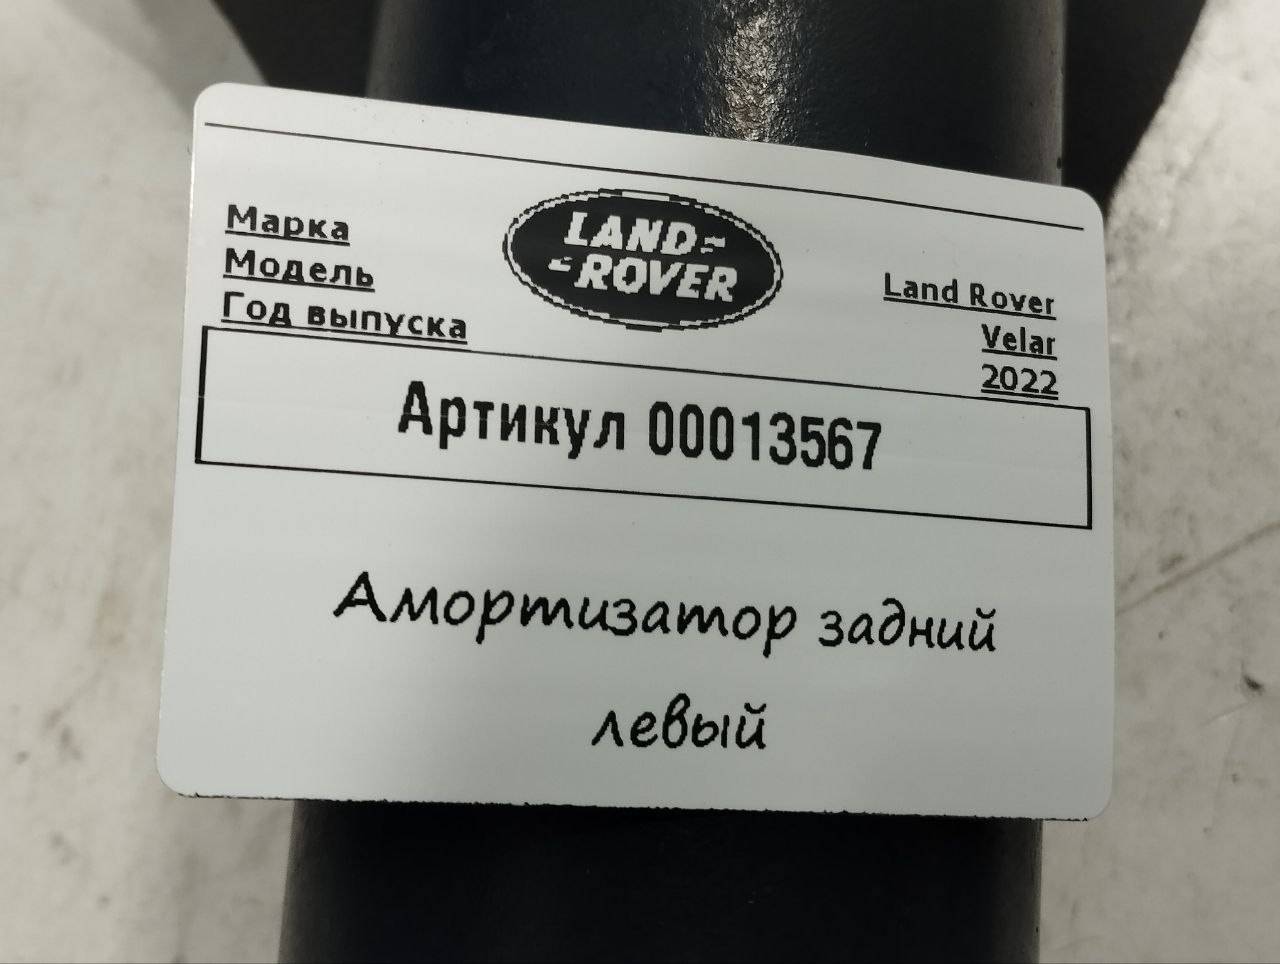 LAND
ROVER
Марка
Модель
Год выпуска
Land Rover
Velar
2022
Артикул 00013567
Амортизатор задний
левый